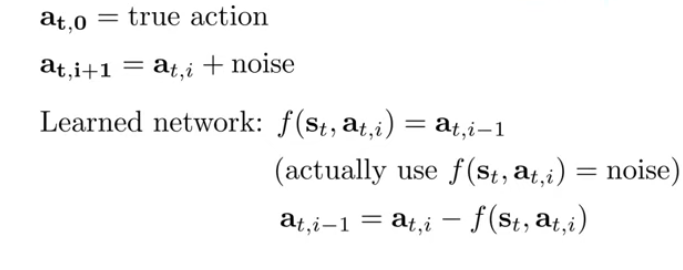 a_{t,0} = true action
a_{t,i+1} = a_{t,i} + noise
Learned network: f(s_t, a_{t,i}) = a_{t,i−1}
(actually use f(s_t, a_{t,i}) = noise)
a_{t,i−1} = a_{t,i} − f(s_t, a_{t,i})